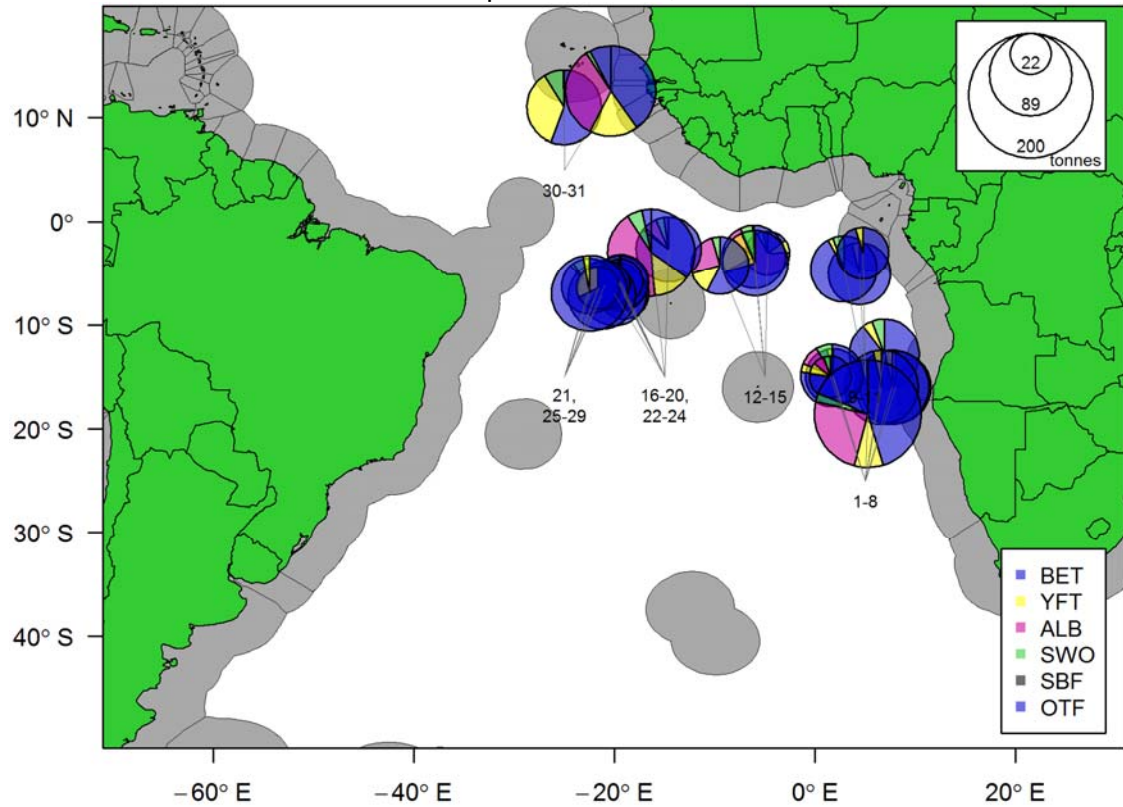 22
89
200
tonnes
10° N
0°
10° S
20° S
30° S
40° S
30-31
21,
25-29
16-20,
22-24
12-15
1-8
BET
YFT
ALB
SWO
SBF
OTF
−60° E
−40° E
−20° E
0° E
20° E